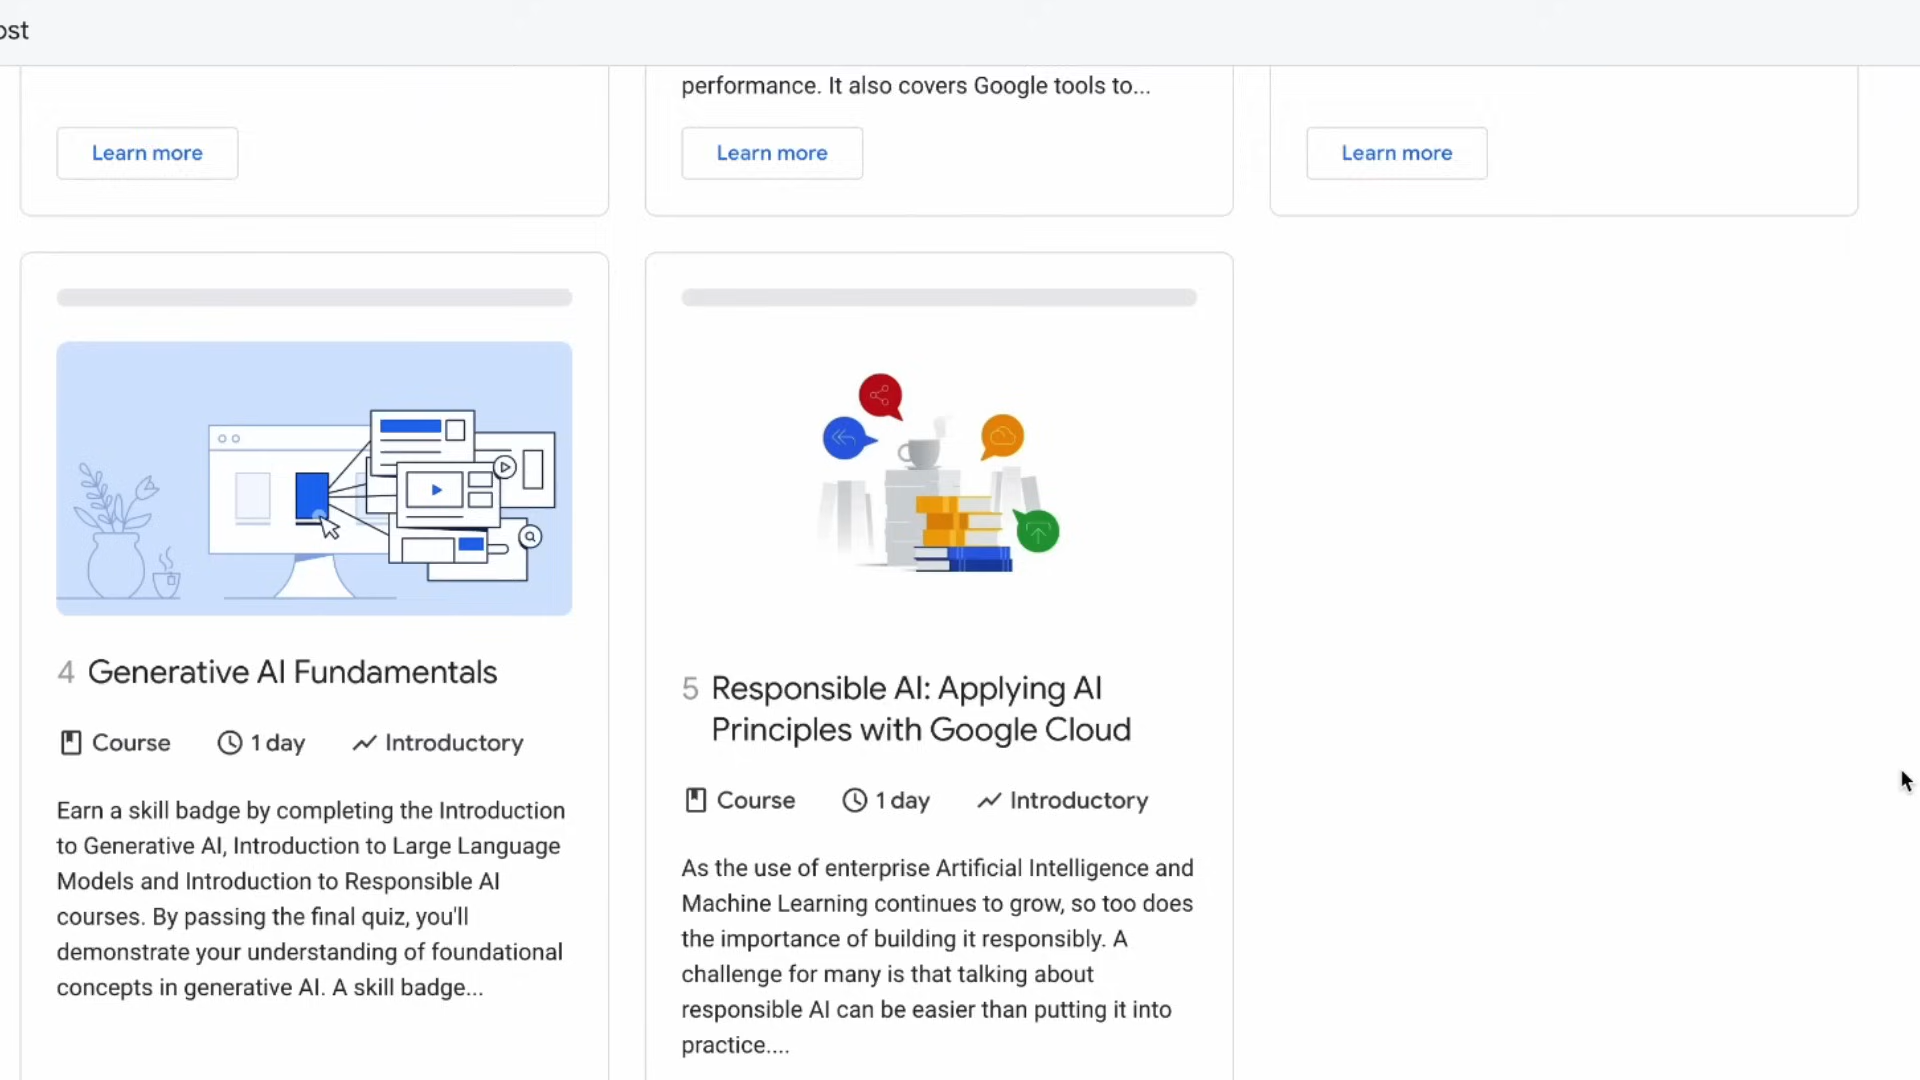 performance. It also covers Google tools to...
Learn more
Learn more
Learn more
4 Generative AI Fundamentals
Course 1 day Introductory
Earn a skill badge by completing the Introduction
to Generative AI, Introduction to Large Language
Models and Introduction to Responsible AI
courses. By passing the final quiz, you'll
demonstrate your understanding of foundational
concepts in generative AI. A skill badge...
5 Responsible AI: Applying AI
Principles with Google Cloud
Course 1 day Introductory
As the use of enterprise Artificial Intelligence and
Machine Learning continues to grow, so too does
the importance of building it responsibly. A
challenge for many is that talking about
responsible AI can be easier than putting it into
practice....